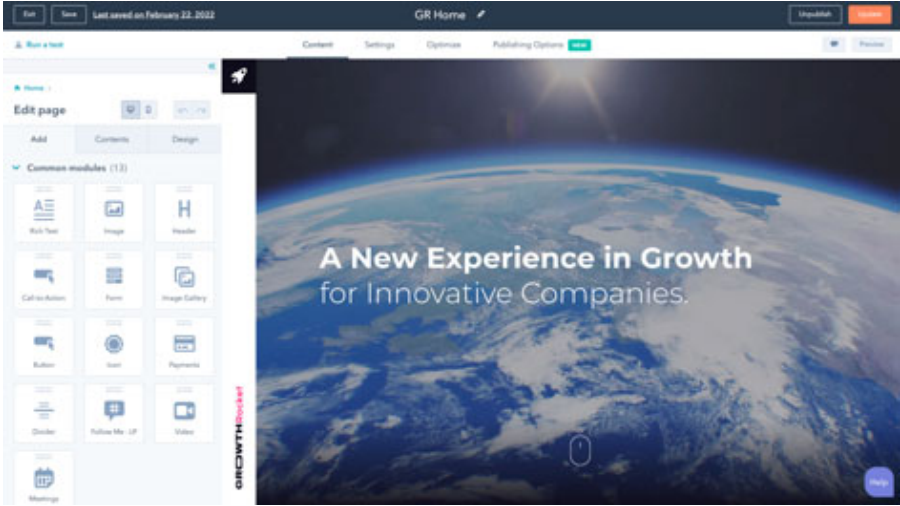 Exit Save Last saved on February 22, 2022 GR Home Unpublish Update
Run a test Content Settings Optimize Publishing Options NEW Preview
Home
Edit page
Add Contents Design
Common modules (13)
Rich Text Image Header
Call-to-Action Form Image Gallery
Button Icon Payments
Divider Follow Me - LP Video
Meetings
A New Experience in Growth
for Innovative Companies.
GROWTHRocket
Help